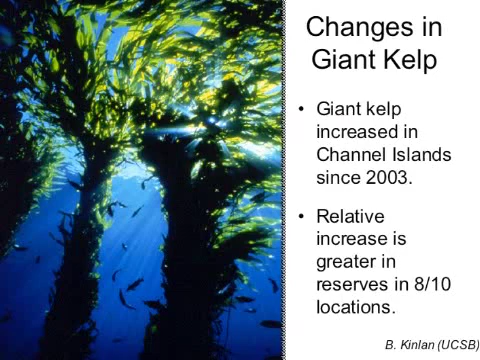 Changes in
Giant Kelp
• Giant kelp
increased in
Channel Islands
since 2003.
• Relative
increase is
greater in
reserves in 8/10
locations.
B. Kinlan (UCSB)